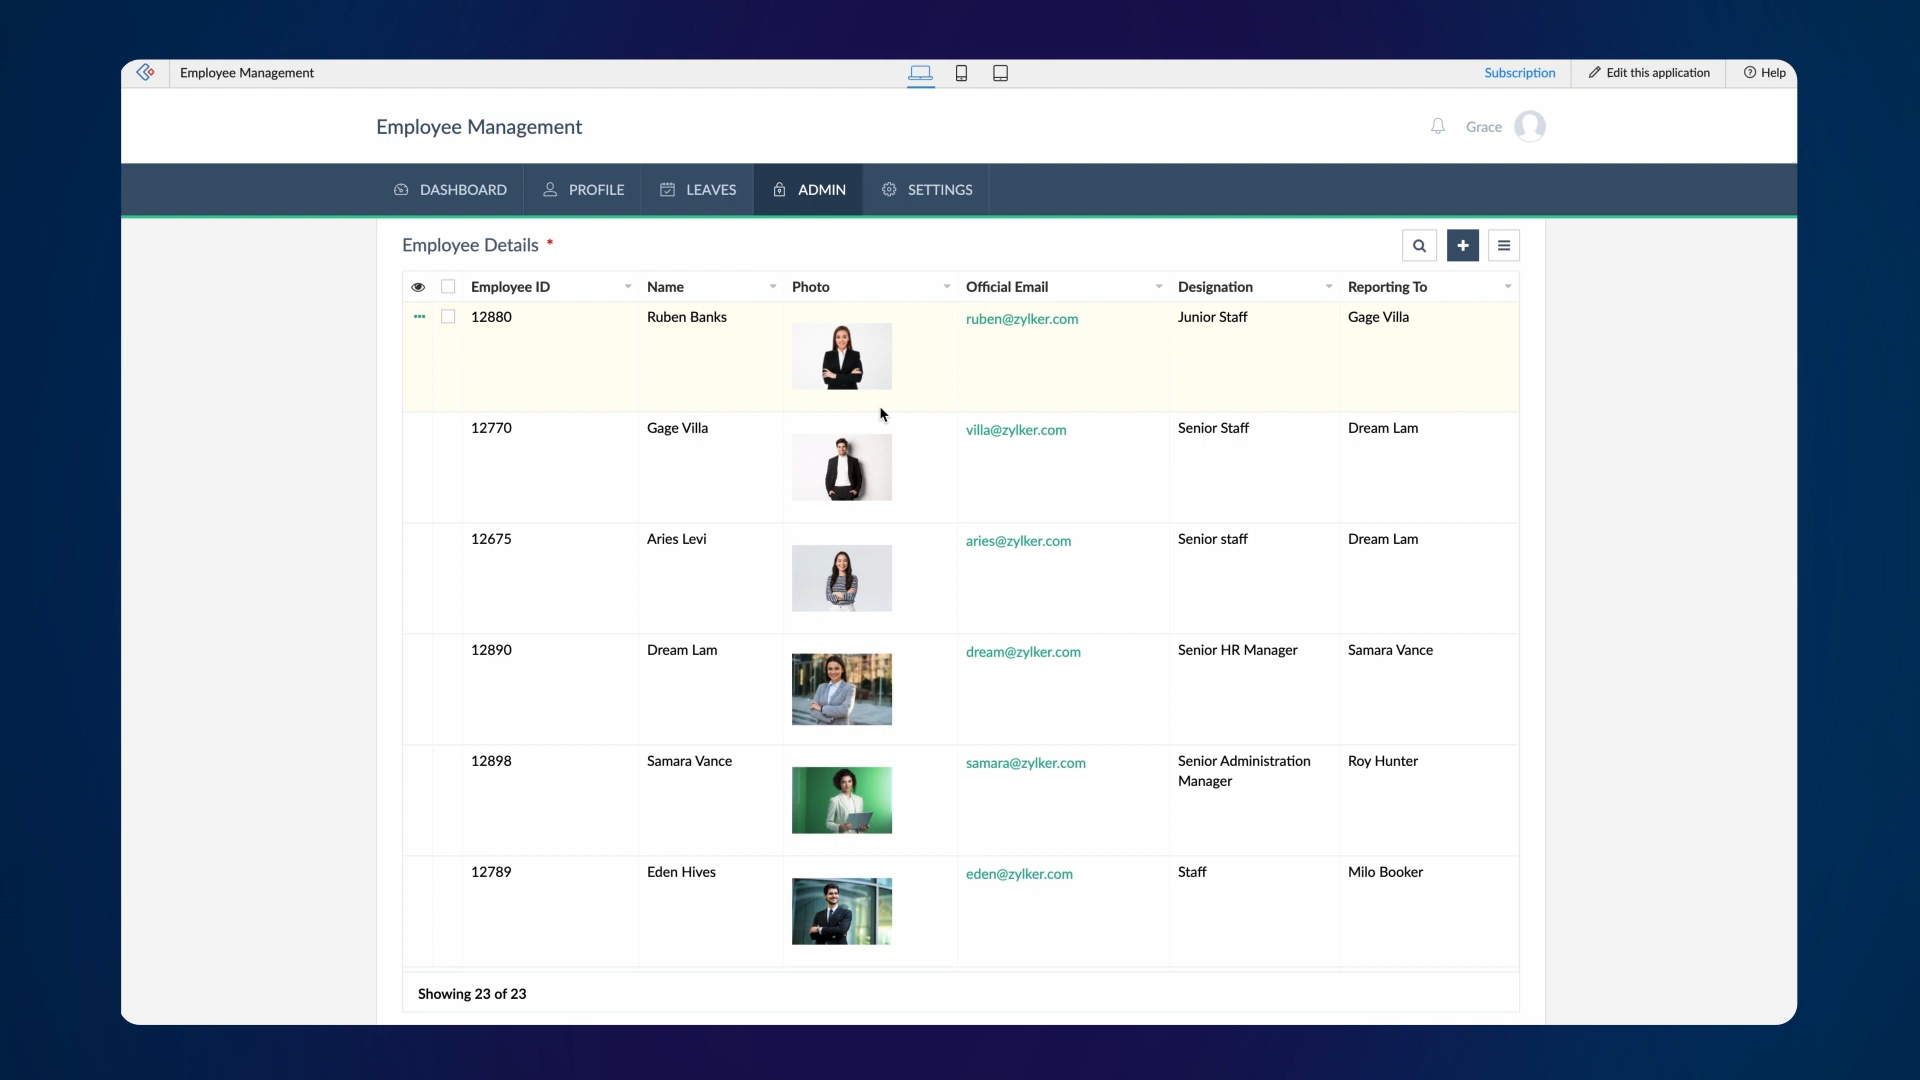 Employee Management
Subscription
Edit this application
Help
Employee Management
Grace
DASHBOARD
PROFILE
LEAVES
ADMIN
SETTINGS
Employee Details *
Employee ID Name Photo Official Email Designation Reporting To
12880 Ruben Banks ruben@zylker.com Junior Staff Gage Villa
12770 Gage Villa villa@zylker.com Senior Staff Dream Lam
12675 Aries Levi aries@zylker.com Senior staff Dream Lam
12890 Dream Lam dream@zylker.com Senior HR Manager Samara Vance
12898 Samara Vance samara@zylker.com Senior Administration Roy Hunter
Manager
12789 Eden Hives eden@zylker.com Staff Milo Booker
Showing 23 of 23